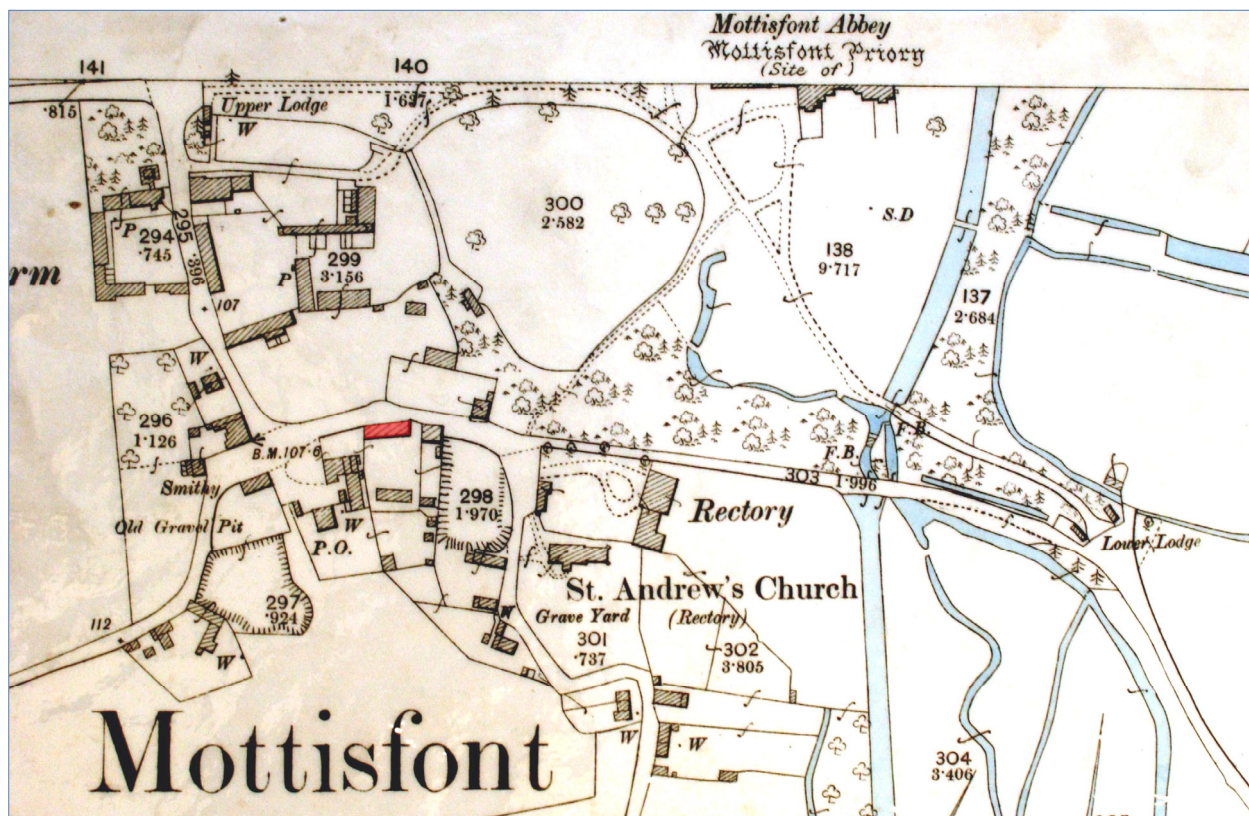 Mottisfont Abbey
Mottisfont Priory
(Site of)
141
140
·815
Upper Lodge
W
1·637
300
2·582
S.D
138
9·717
137
2·684
P
294
·745
295
·396
299
3·156
P
rm
107
W
296
1·126
B.M.107·6
Smithy
Old Gravel Pit
W
P.O.
298
1·970
F.B.
F.B.
303
1·996
Rectory
Lower Lodge
St. Andrew's Church
Grave Yard
(Rectory)
297
·924
112
W
W
301
·737
302
3·805
W
W
Mottisfont
304
3·406